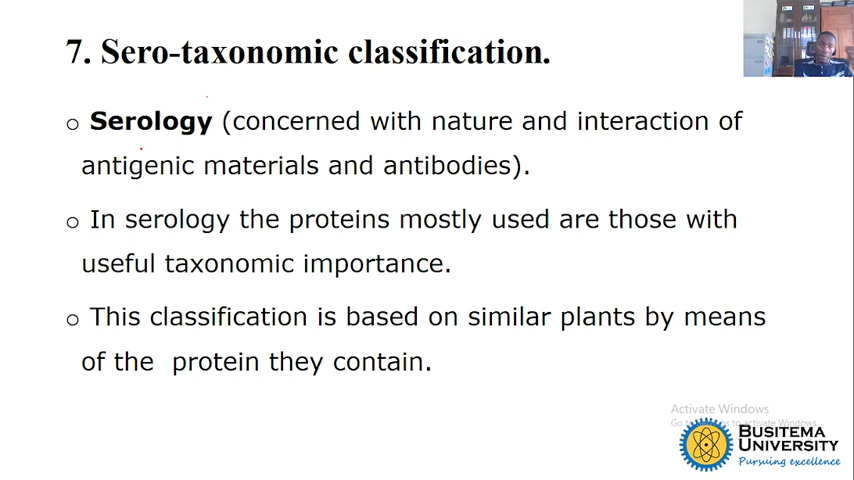 7. Sero-taxonomic classification.
o Serology (concerned with nature and interaction of
antigenic materials and antibodies).
o In serology the proteins mostly used are those with
useful taxonomic importance.
o This classification is based on similar plants by means
of the protein they contain.
Activate Windows
Go to Settings to activate Windows.
BUSITEMA
UNIVERSITY
Pursuing excellence